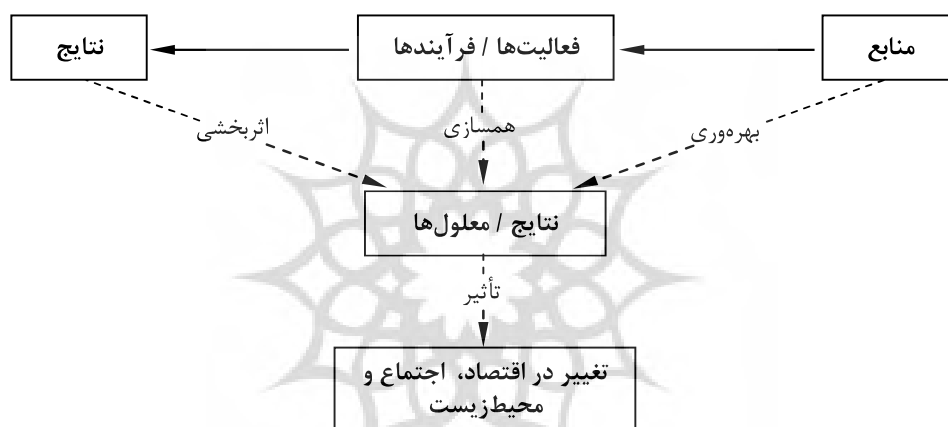 منابع
فعالیت‌ها / فرآیندها
نتایج
بهره‌وری
همسازی
اثربخشی
نتایج / معلول‌ها
تأثیر
تغییر در اقتصاد، اجتماع و
محیط‌زیست